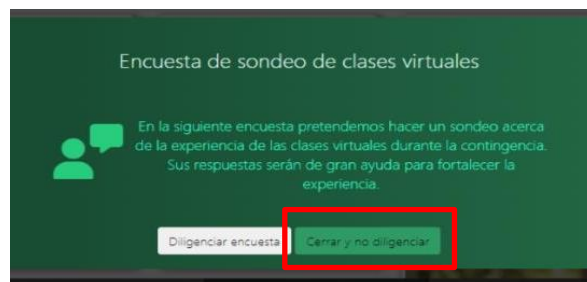 Encuesta de sondeo de clases virtuales
En la siguiente encuesta pretendemos hacer un sondeo acerca
de la experiencia de las clases virtuales durante la contingencia.
Sus respuestas serán de gran ayuda para fortalecer la
experiencia.
Diligenciar encuesta Cerrar y no diligenciar